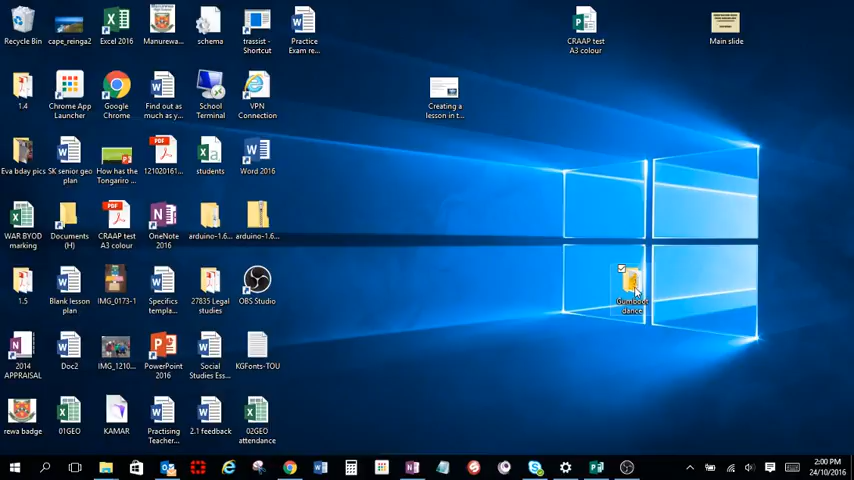 Recycle Bin
cape_reinga2
Excel 2016
Manurewa...
schema
trassist -
Shortcut
Practice
Exam re...
CRAAP test
A3 colour
Main slide
1.4
Chrome App
Launcher
Google
Chrome
Find out as
much as y...
School
Terminal
VPN
Connection
Creating a
lesson in t...
Eva bday pics
SK senior geo
plan
How has the
Tongariro ...
PDF
121020161...
students
Word 2016
WAR BYOD
marking
Documents
(H)
PDF
CRAAP test
A3 colour
OneNote
2016
arduino-1.6...
arduino-1.6...
1.5
Blank lesson
plan
IMG_0173-1
Specifics
templa...
27835 Legal
studies
OBS Studio
Gumboot
dance
2014
APPRAISAL
Doc2
IMG_1210...
PowerPoint
2016
Social
Studies Ess...
KGFonts-TOU
rewa badge
01GEO
KAMAR
Practising
Teacher...
2.1 feedback
02GEO
attendance
2:00 PM
24/10/2016